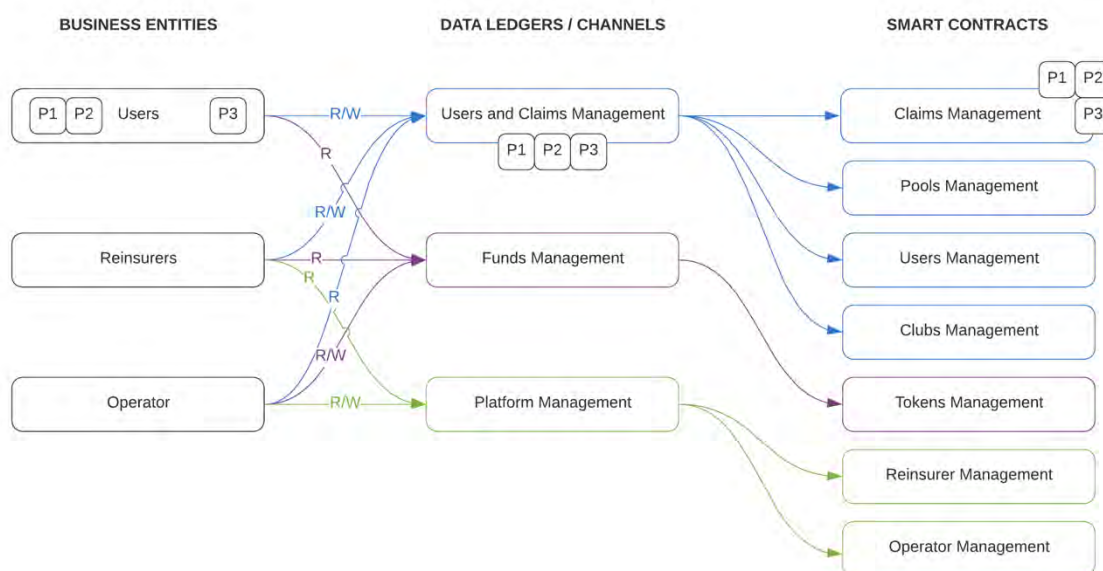 BUSINESS ENTITIES
DATA LEDGERS / CHANNELS
SMART CONTRACTS
P1 P2 Users P3
R/W
Users and Claims Management
P1 P2 P3
P1 P2
Claims Management
P3
R
R/W
Pools Management
Reinsurers
R
R
Funds Management
Users Management
R
R/W
Clubs Management
Operator
R/W
Platform Management
Tokens Management
Reinsurer Management
Operator Management